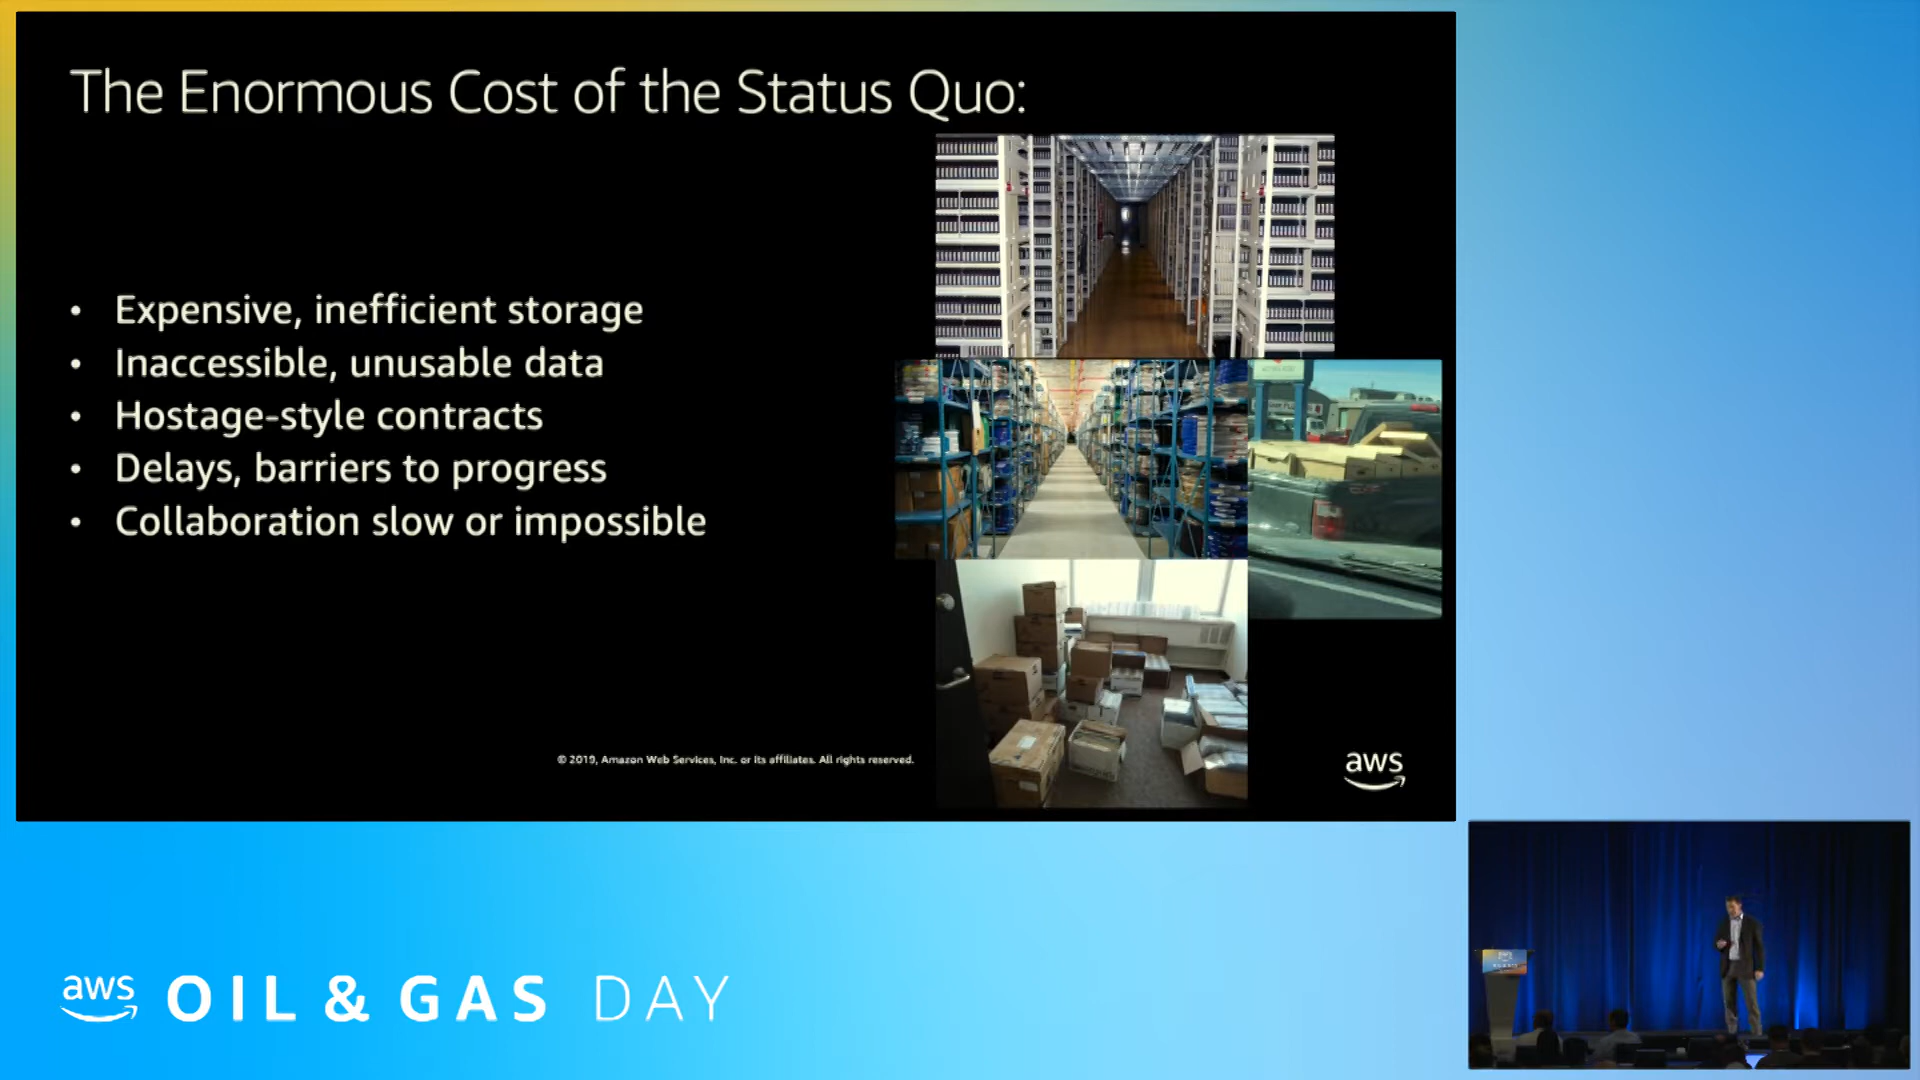 The Enormous Cost of the Status Quo:
• Expensive, inefficient storage
• Inaccessible, unusable data
• Hostage-style contracts
• Delays, barriers to progress
• Collaboration slow or impossible
© 2019, Amazon Web Services, Inc. or its affiliates. All rights reserved.
aws
aws OIL & GAS DAY